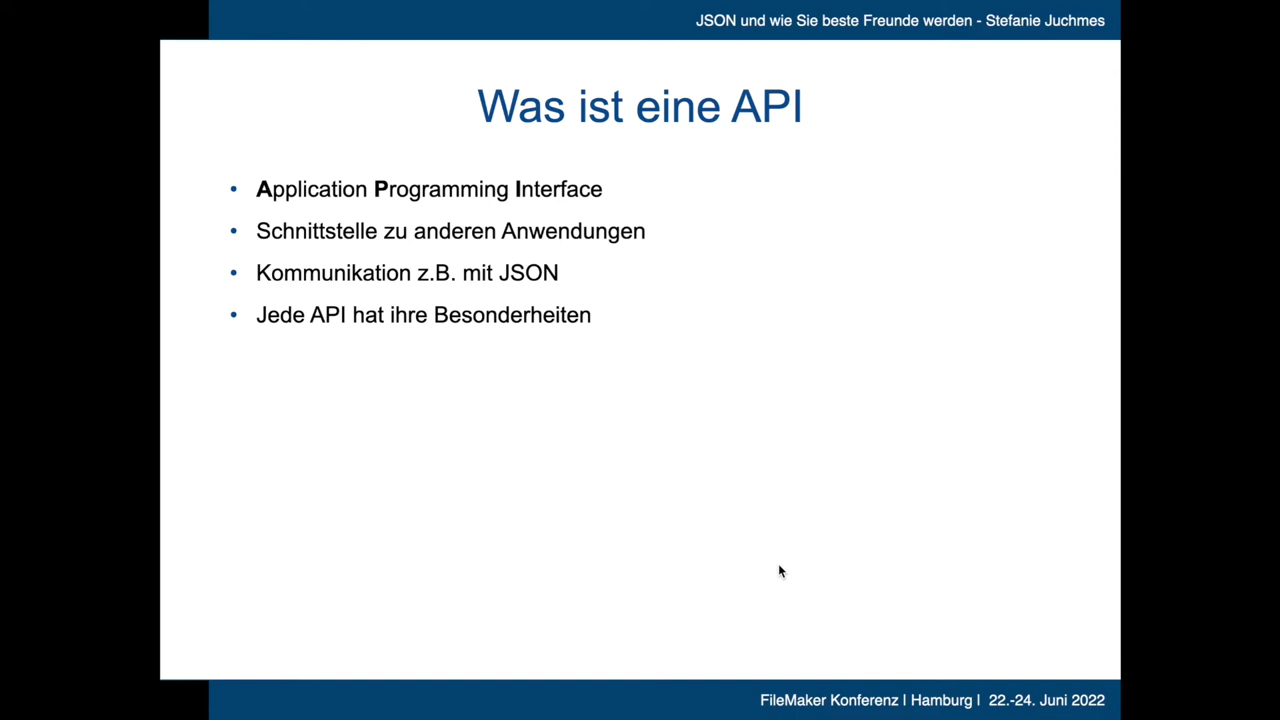 JSON und wie Sie beste Freunde werden - Stefanie Juchmes
Was ist eine API
• Application Programming Interface
• Schnittstelle zu anderen Anwendungen
• Kommunikation z.B. mit JSON
• Jede API hat ihre Besonderheiten
FileMaker Konferenz | Hamburg | 22.-24. Juni 2022